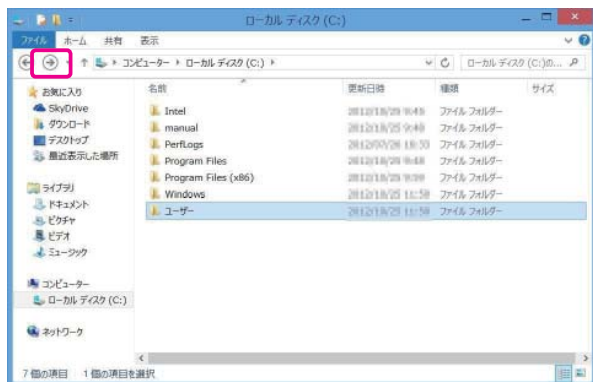 ローカル ディスク (C:)
ファイル ホーム 共有 表示
コンピューター ローカル ディスク (C:) ローカル ディスク (C:)の...
名前 更新日時 種類 サイズ
お気に入り
SkyDrive
ダウンロード
デスクトップ
最近表示した場所
ライブラリ
ドキュメント
ピクチャ
ビデオ
ミュージック
コンピューター
ローカル ディスク (C:)
ネットワーク
Intel ファイル フォルダー
manual ファイル フォルダー
PerfLogs ファイル フォルダー
Program Files ファイル フォルダー
Program Files (x86) ファイル フォルダー
Windows ファイル フォルダー
ユーザー ファイル フォルダー
7 個の項目 1 個の項目を選択